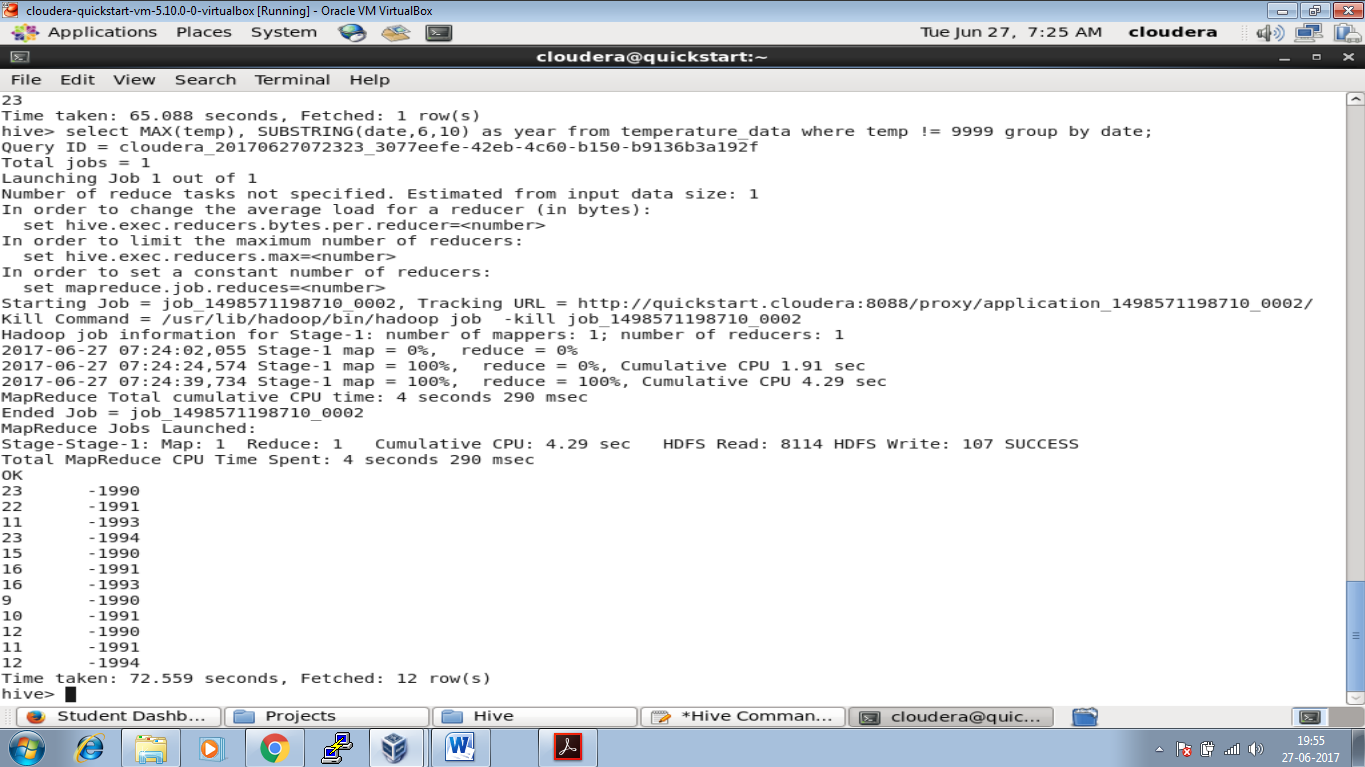 cloudera-quickstart-vm-5.10.0-0-virtualbox [Running] - Oracle VM VirtualBox
Applications Places System Tue Jun 27, 7:25 AM cloudera
cloudera@quickstart:~
File Edit View Search Terminal Help
23
Time taken: 65.088 seconds, Fetched: 1 row(s)
hive> select MAX(temp), SUBSTRING(date,6,10) as year from temperature_data where temp != 9999 group by date;
Query ID = cloudera_20170627072323_3077eefe-42eb-4c60-b150-b9136b3a192f
Total jobs = 1
Launching Job 1 out of 1
Number of reduce tasks not specified. Estimated from input data size: 1
In order to change the average load for a reducer (in bytes):
  set hive.exec.reducers.bytes.per.reducer=<number>
In order to limit the maximum number of reducers:
  set hive.exec.reducers.max=<number>
In order to set a constant number of reducers:
  set mapreduce.job.reduces=<number>
Starting Job = job_1498571198710_0002, Tracking URL = http://quickstart.cloudera:8088/proxy/application_1498571198710_0002/
Kill Command = /usr/lib/hadoop/bin/hadoop job  -kill job_1498571198710_0002
Hadoop job information for Stage-1: number of mappers: 1; number of reducers: 1
2017-06-27 07:24:02,055 Stage-1 map = 0%,  reduce = 0%
2017-06-27 07:24:24,574 Stage-1 map = 100%,  reduce = 0%, Cumulative CPU 1.91 sec
2017-06-27 07:24:39,734 Stage-1 map = 100%,  reduce = 100%, Cumulative CPU 4.29 sec
MapReduce Total cumulative CPU time: 4 seconds 290 msec
Ended Job = job_1498571198710_0002
MapReduce Jobs Launched:
Stage-Stage-1: Map: 1  Reduce: 1   Cumulative CPU: 4.29 sec   HDFS Read: 8114 HDFS Write: 107 SUCCESS
Total MapReduce CPU Time Spent: 4 seconds 290 msec
OK
23	-1990
22	-1991
11	-1993
23	-1994
15	-1990
16	-1991
16	-1993
9	-1990
10	-1991
12	-1990
11	-1991
12	-1994
Time taken: 72.559 seconds, Fetched: 12 row(s)
hive>
Student Dashb... Projects Hive *Hive Comman... cloudera@quic...
19:55
27-06-2017